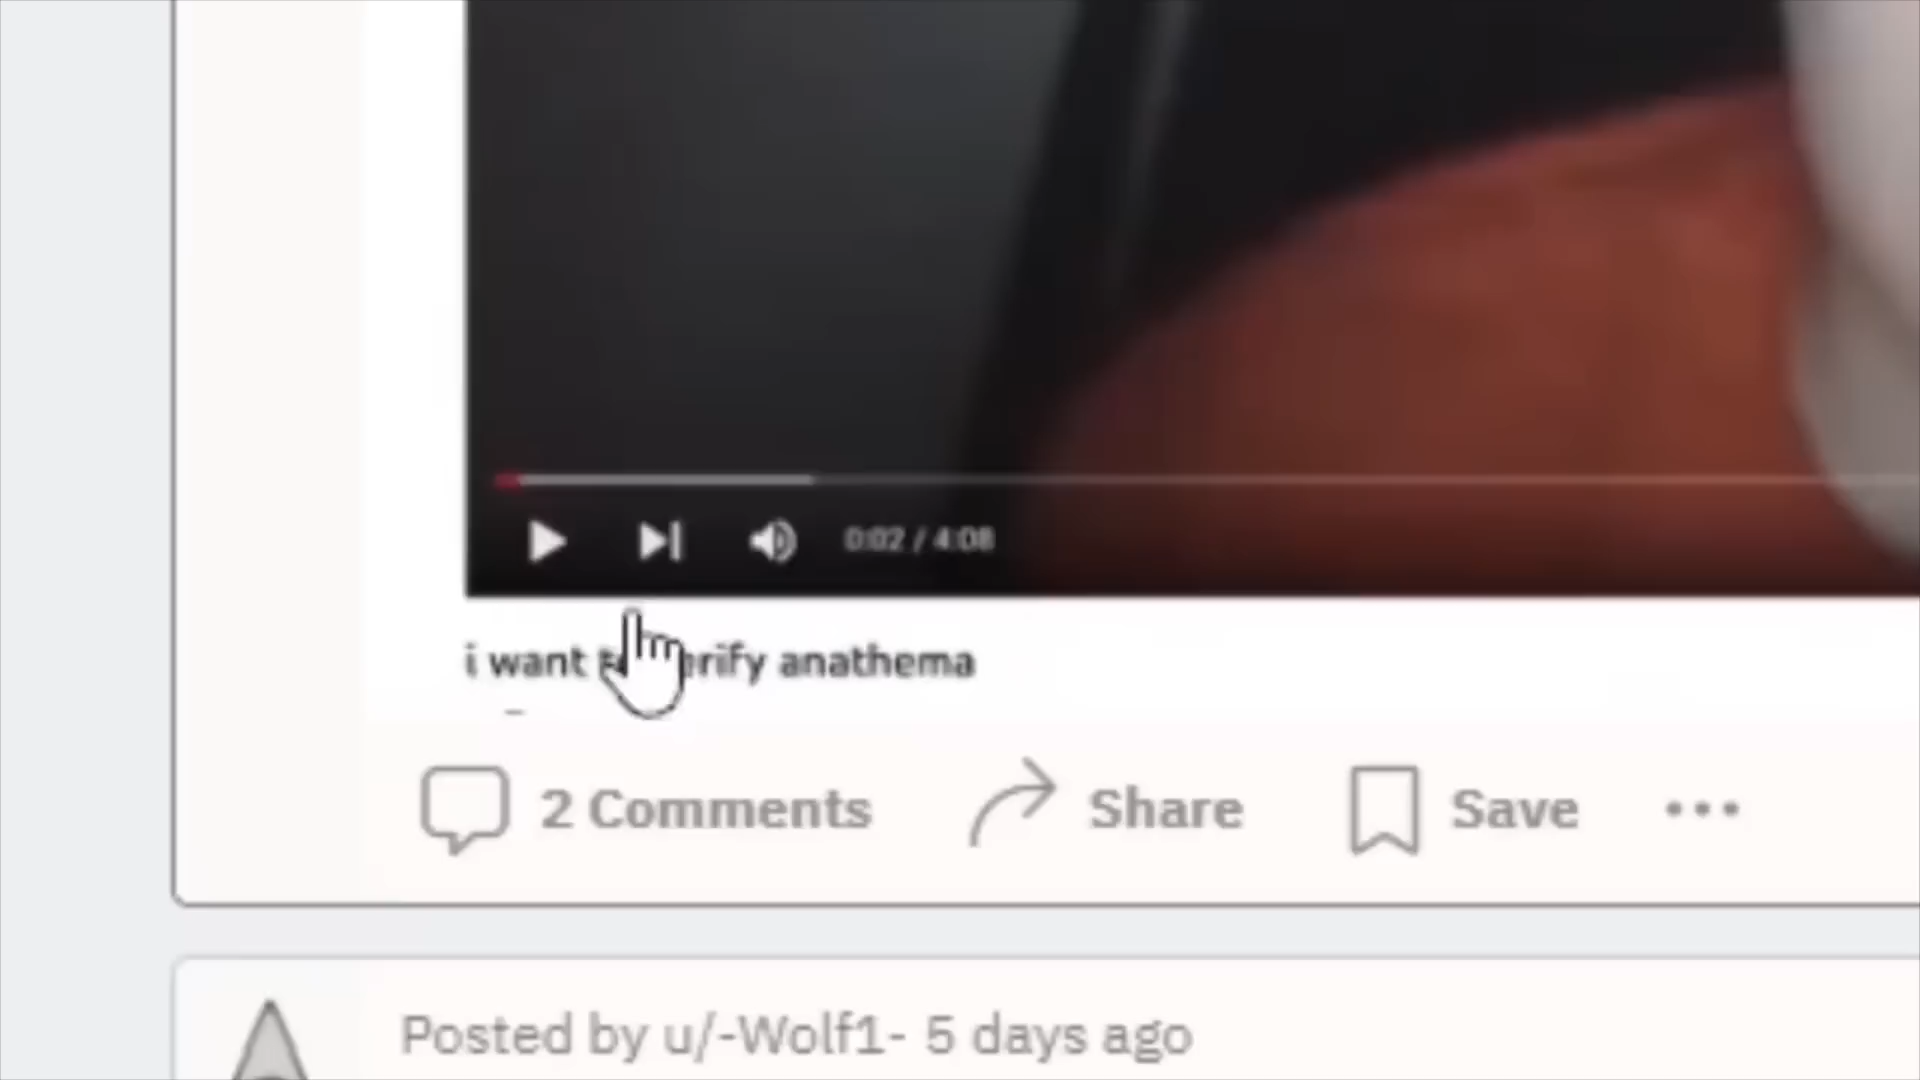 0:02 / 4:08
i want anathema
2 Comments
Share
Save
Posted by u/-Wolf1- 5 days ago